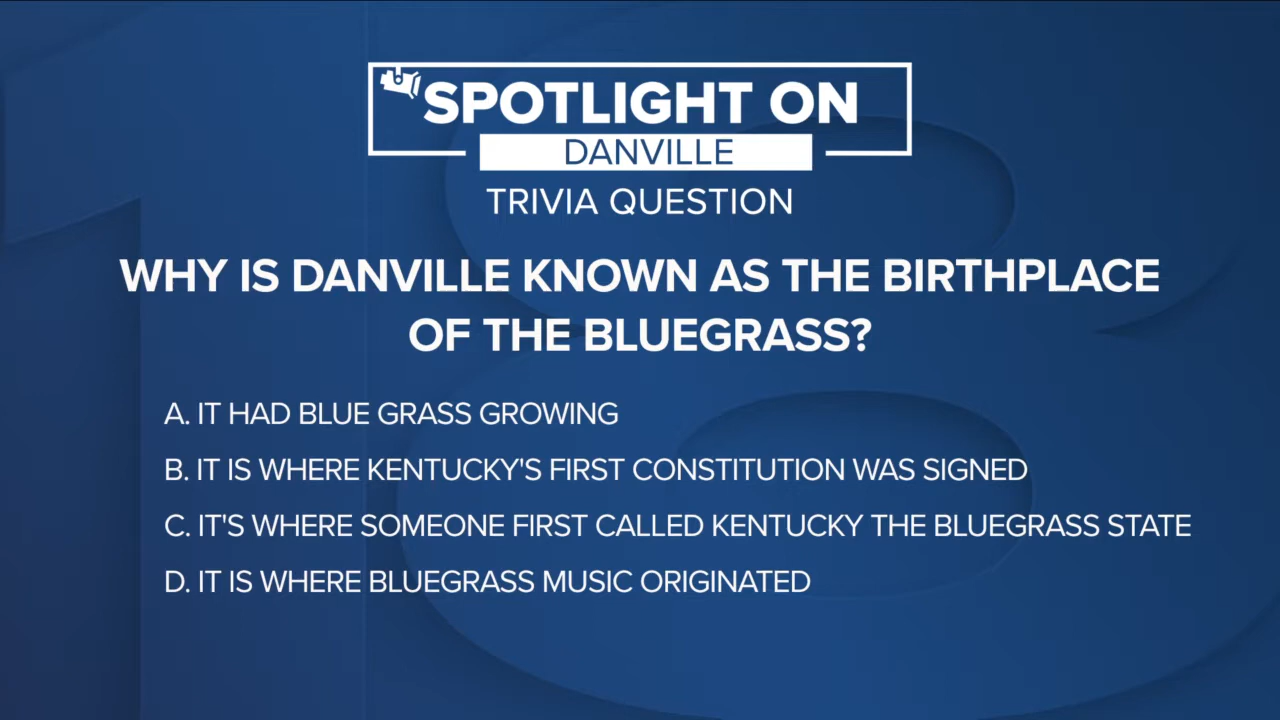 SPOTLIGHT ON
DANVILLE
TRIVIA QUESTION
WHY IS DANVILLE KNOWN AS THE BIRTHPLACE
OF THE BLUEGRASS?
A. IT HAD BLUE GRASS GROWING
B. IT IS WHERE KENTUCKY'S FIRST CONSTITUTION WAS SIGNED
C. IT'S WHERE SOMEONE FIRST CALLED KENTUCKY THE BLUEGRASS STATE
D. IT IS WHERE BLUEGRASS MUSIC ORIGINATED
18